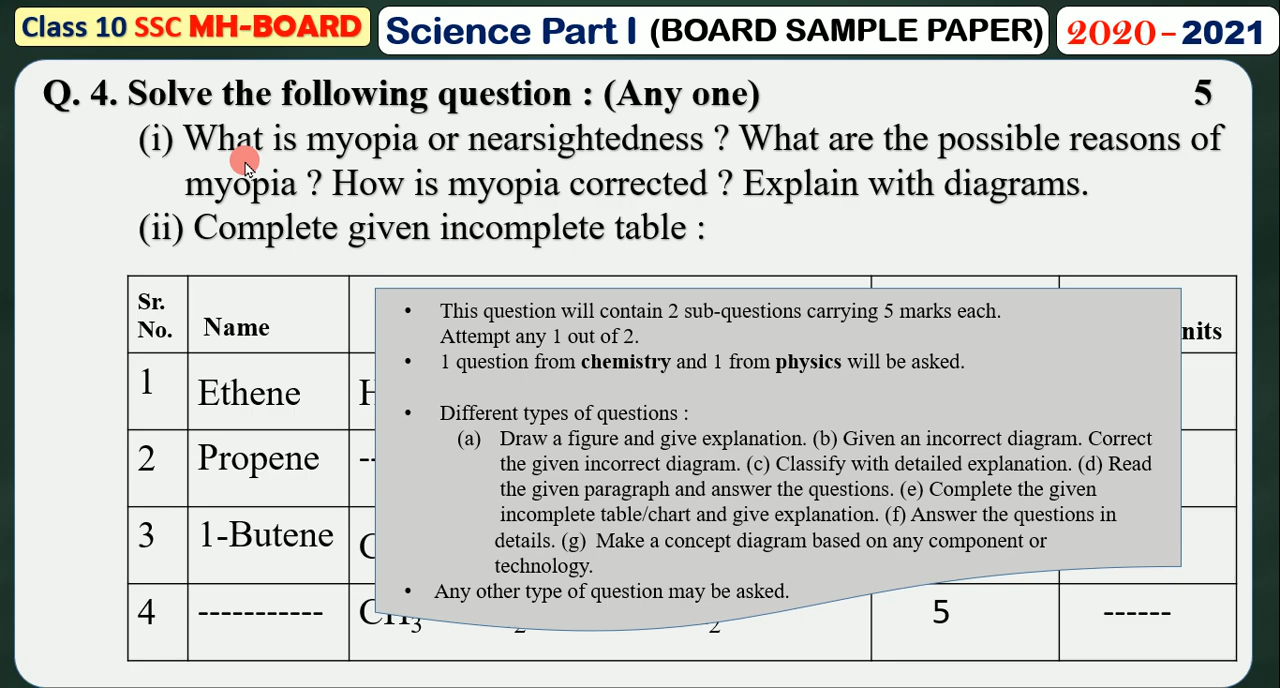 Class 10 SSC MH-BOARD Science Part I (BOARD SAMPLE PAPER) 2020 - 2021
Q. 4. Solve the following question : (Any one) 5
(i) What is myopia or nearsightedness ? What are the possible reasons of
myopia ? How is myopia corrected ? Explain with diagrams.
(ii) Complete given incomplete table :
Sr.
No. Name
• This question will contain 2 sub-questions carrying 5 marks each.
Attempt any 1 out of 2.
• 1 question from chemistry and 1 from physics will be asked.
• Different types of questions :
(a) Draw a figure and give explanation. (b) Given an incorrect diagram. Correct
the given incorrect diagram. (c) Classify with detailed explanation. (d) Read
the given paragraph and answer the questions. (e) Complete the given
incomplete table/chart and give explanation. (f) Answer the questions in
details. (g) Make a concept diagram based on any component or
technology.
• Any other type of question may be asked.
1 Ethene
2 Propene
3 1-Butene
4 ----------- CH₃ 5 ------